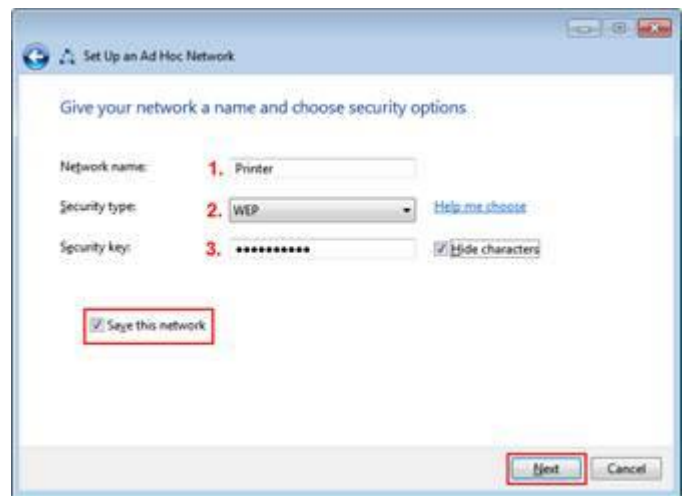 Set Up an Ad Hoc Network
Give your network a name and choose security options
Network name: 1. Printer
Security type: 2. WEP Help me choose
Security key: 3. •••••••••• Hide characters
Save this network
Next Cancel